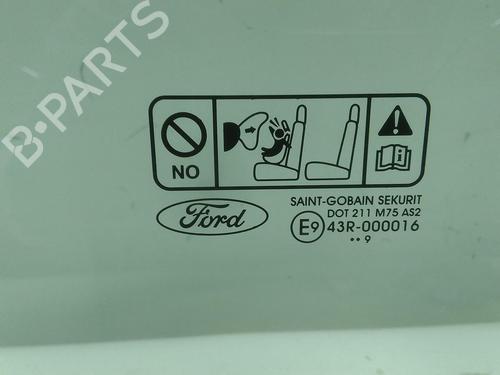 B-PARTS
NO
Ford
SAINT-GOBAIN SEKURIT
DOT 211 M75 AS2
E9 43R-000016
•• 9